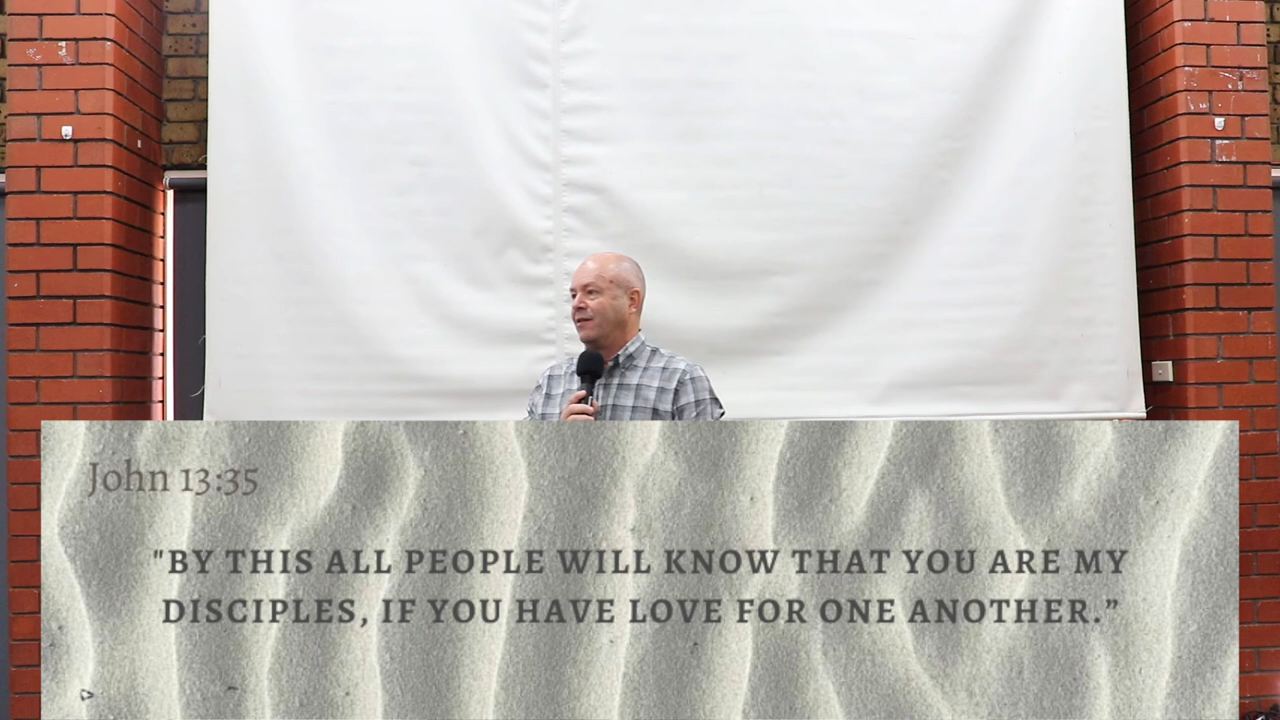 John 13:35
"BY THIS ALL PEOPLE WILL KNOW THAT YOU ARE MY
DISCIPLES, IF YOU HAVE LOVE FOR ONE ANOTHER.”